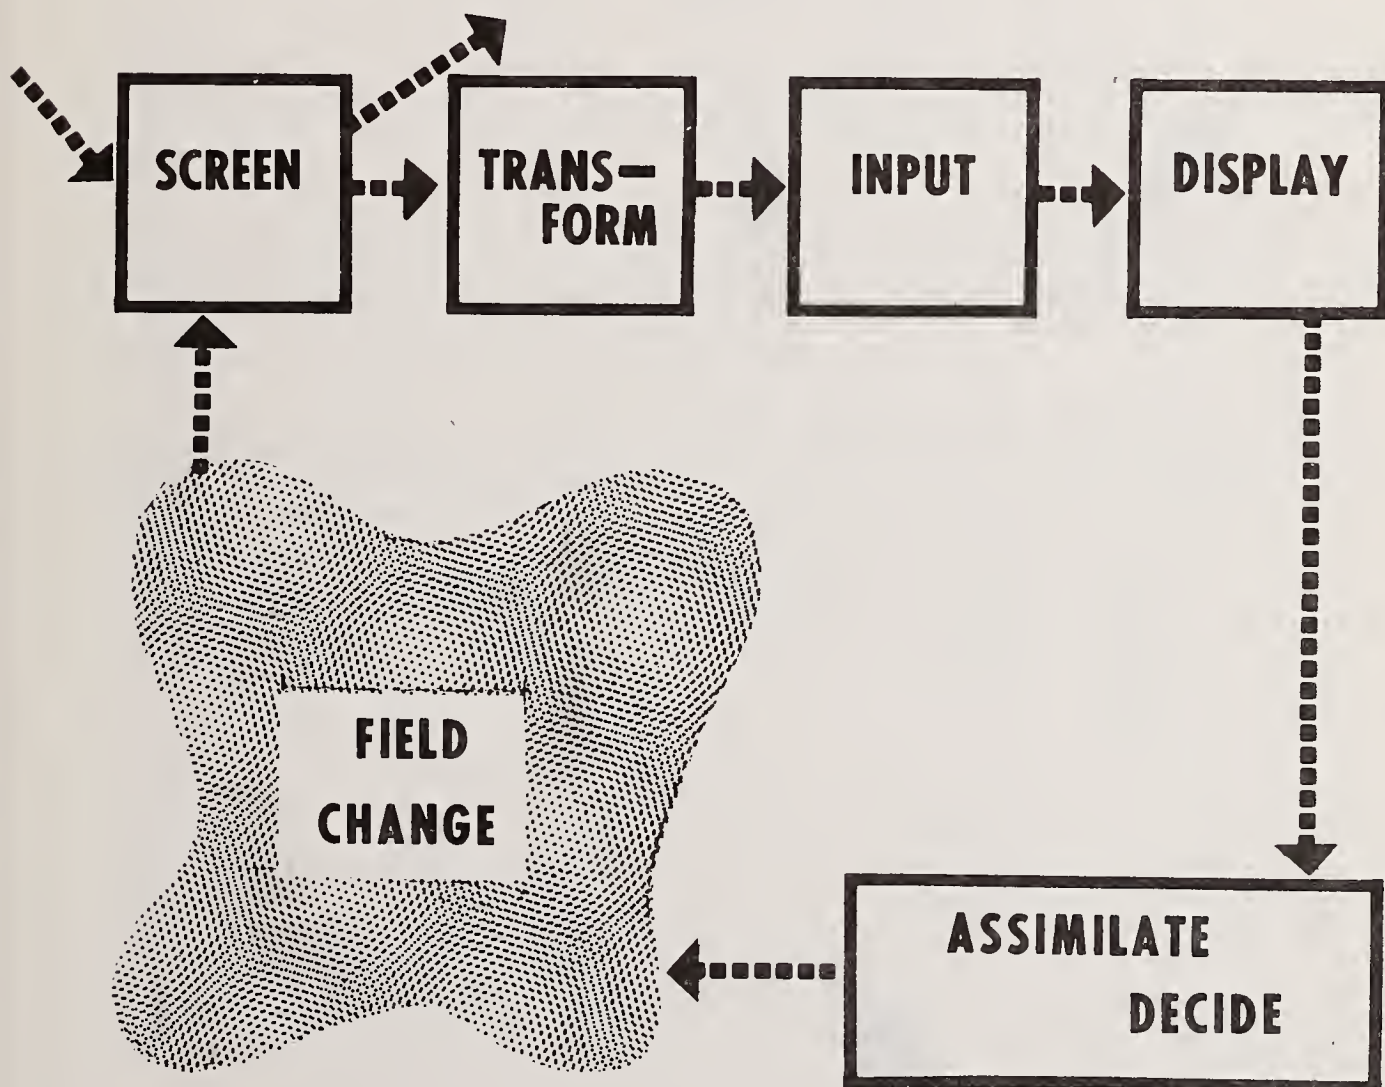 SCREEN
TRANS—
FORM
INPUT
DISPLAY
FIELD
CHANGE
ASSIMILATE
DECIDE